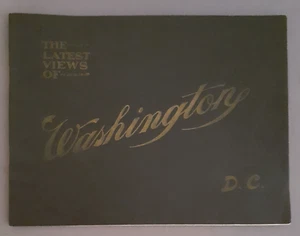 THE
LATEST
VIEWS
OF
Washington
D.C.